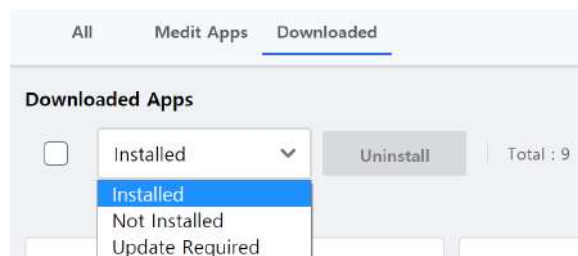 All Medit Apps Downloaded
Downloaded Apps
Installed Uninstall Total : 9
Installed
Not Installed
Update Required